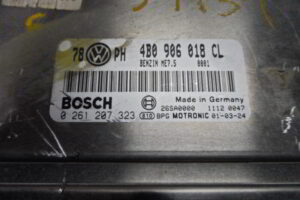 78 VW PH 4B0 906 018 CL
BENZIN ME7.5 0001
Made in Germany
BOSCH
26SA0000 1112 0047
0 261 207 323 BPG MOTRONIC 01-03-24